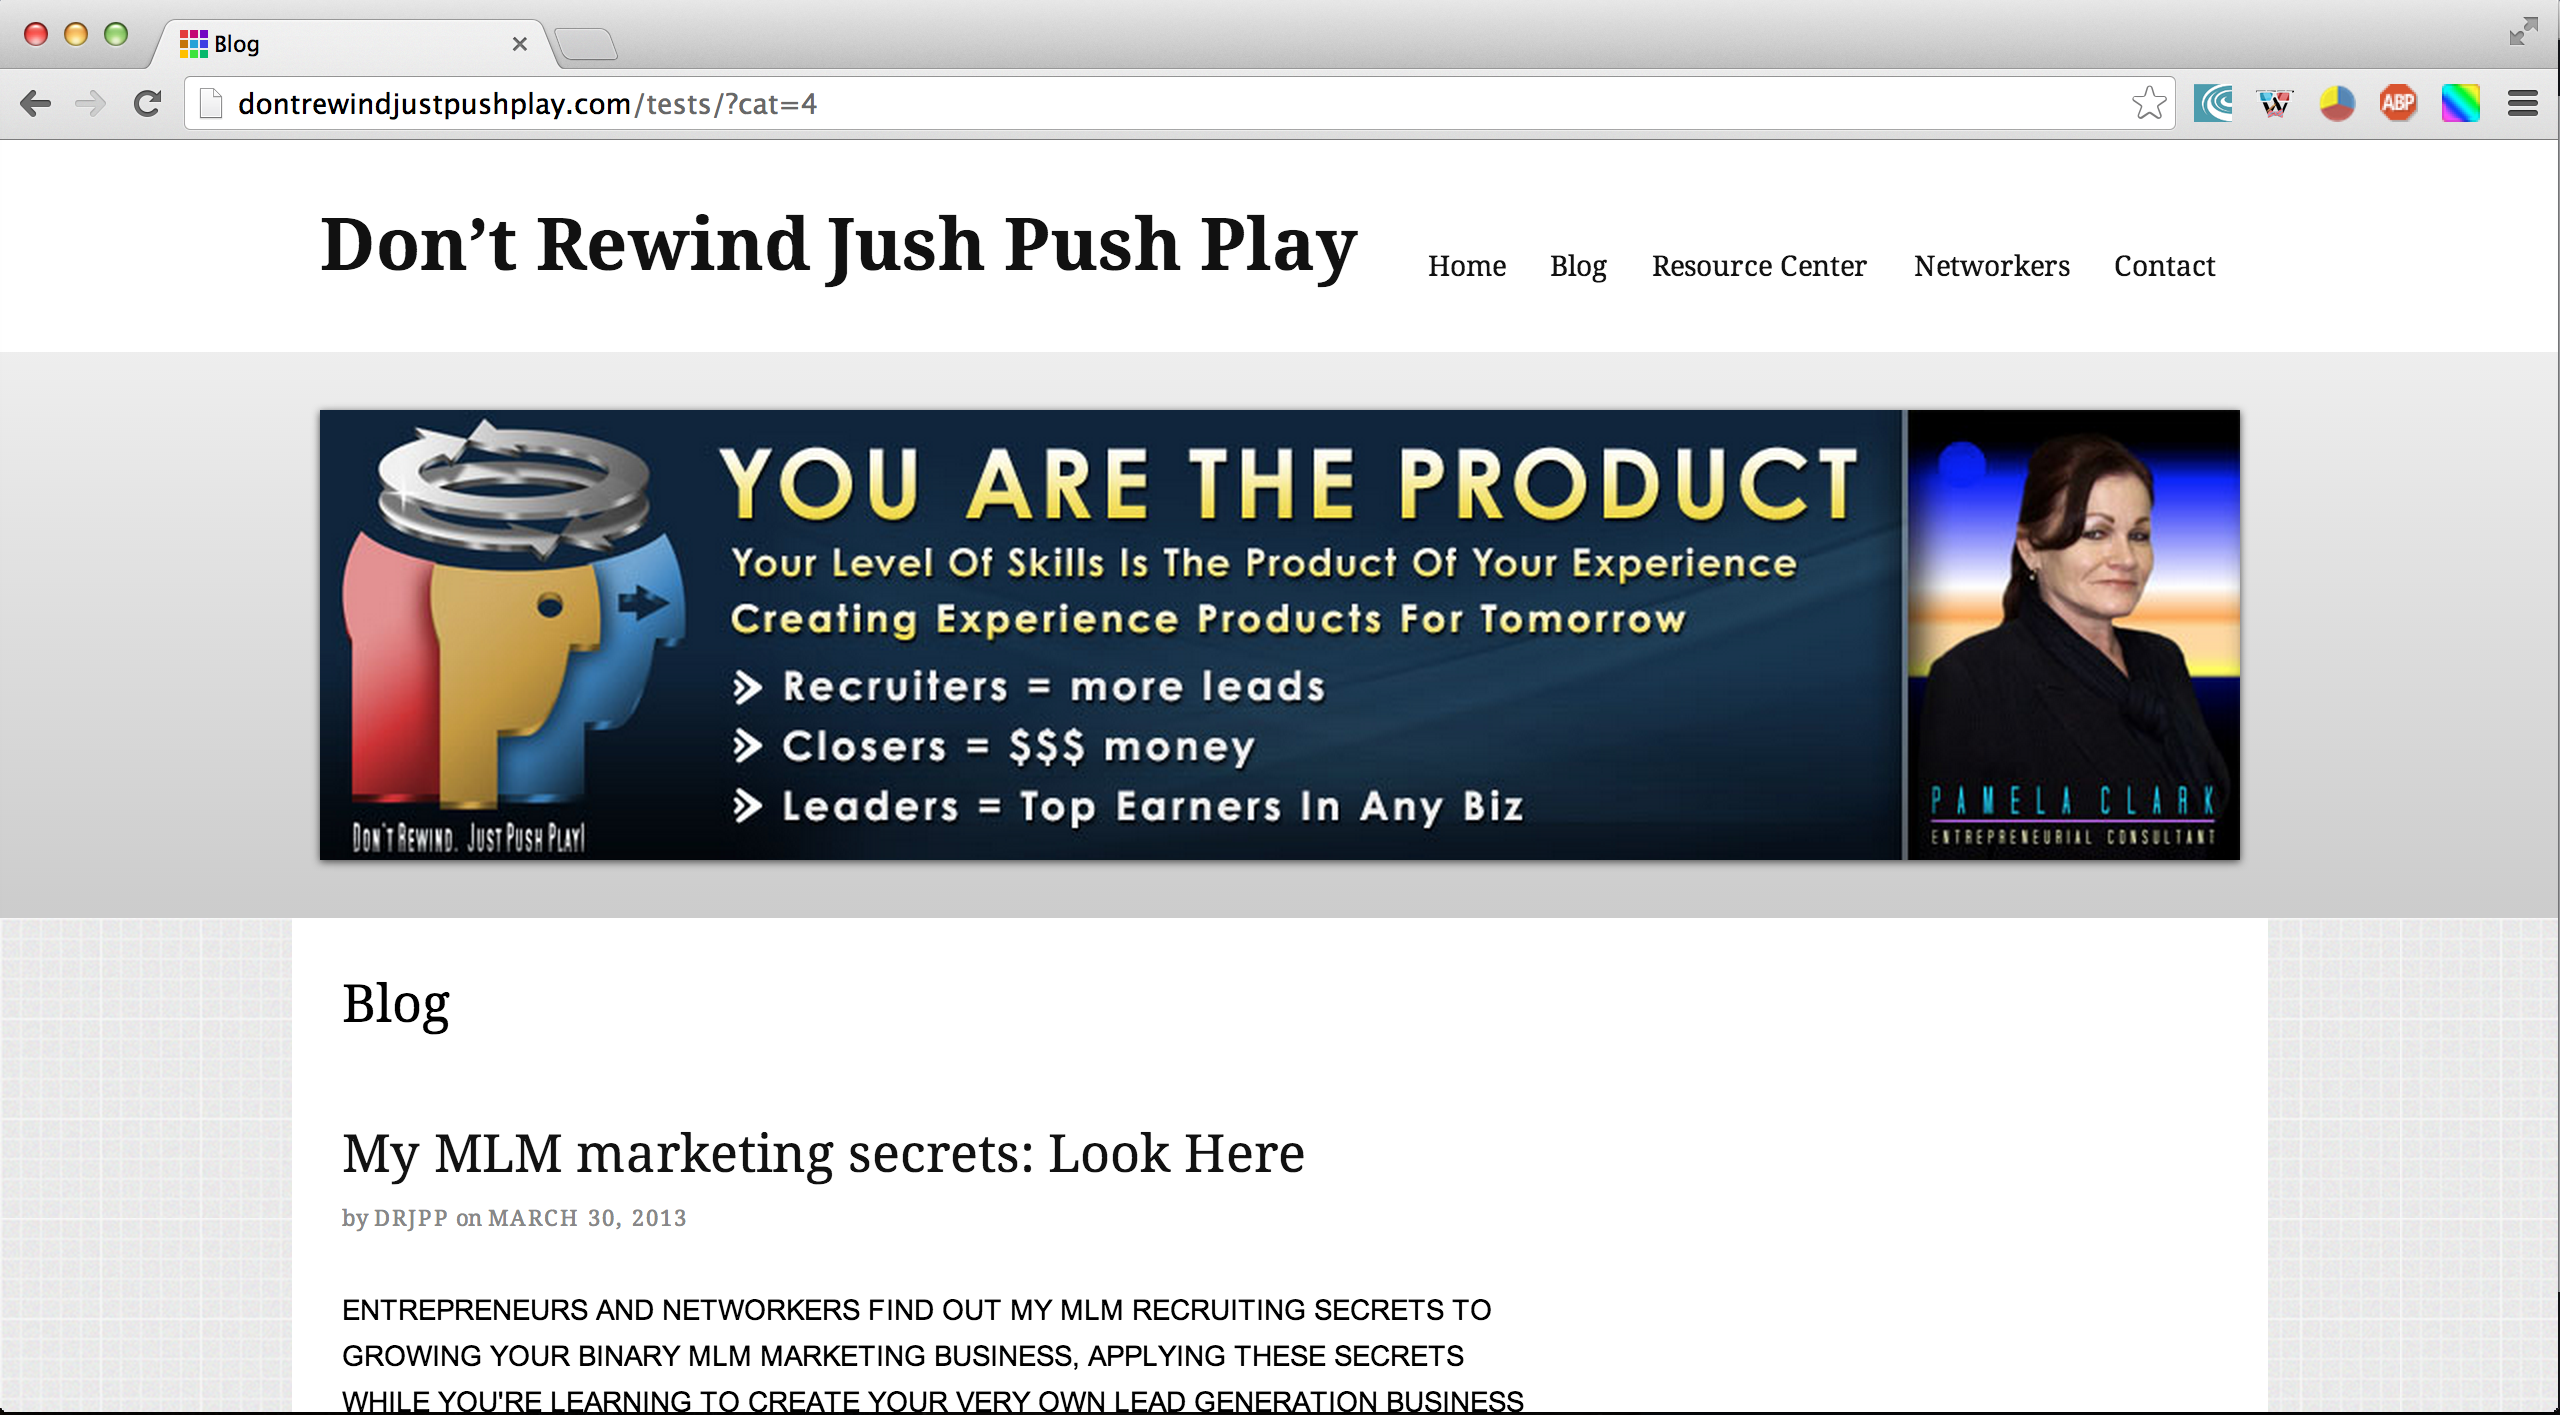 Blog
dontrewindjustpushplay.com/tests/?cat=4
ABP
Don’t Rewind Jush Push Play
Home Blog Resource Center Networkers Contact
YOU ARE THE PRODUCT
Your Level Of Skills Is The Product Of Your Experience
Creating Experience Products For Tomorrow
Recruiters = more leads
Closers = $$$ money
Leaders = Top Earners In Any Biz
DON'T REWIND. JUST PUSH PLAY!
PAMELA CLARK
ENTREPRENEURIAL CONSULTANT
Blog
My MLM marketing secrets: Look Here
by DRJPP on MARCH 30, 2013
ENTREPRENEURS AND NETWORKERS FIND OUT MY MLM RECRUITING SECRETS TO
GROWING YOUR BINARY MLM MARKETING BUSINESS, APPLYING THESE SECRETS
WHILE YOU'RE LEARNING TO CREATE YOUR VERY OWN LEAD GENERATION BUSINESS